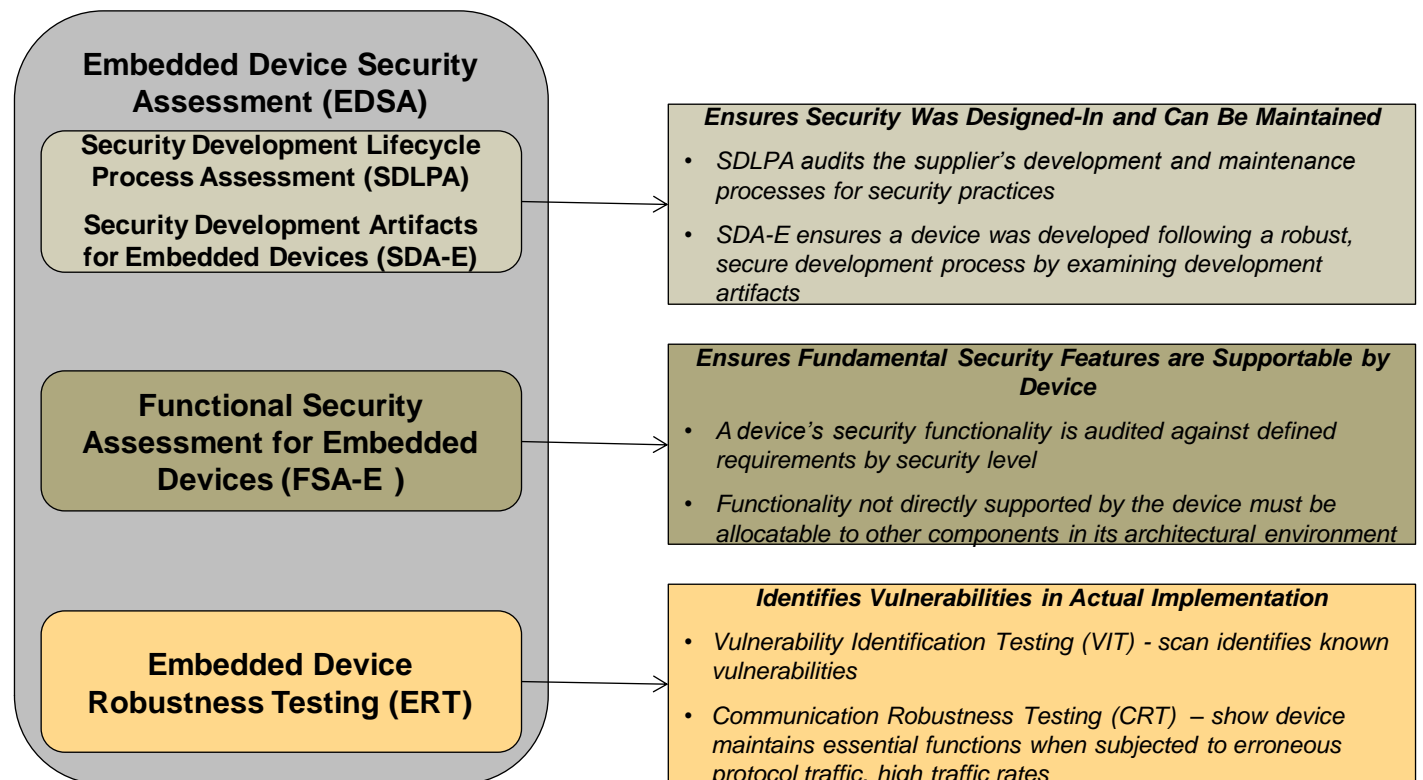 Embedded Device Security
Assessment (EDSA)
Security Development Lifecycle
Process Assessment (SDLPA)
Security Development Artifacts
for Embedded Devices (SDA-E)
Ensures Security Was Designed-In and Can Be Maintained
• SDLPA audits the supplier's development and maintenance
processes for security practices
• SDA-E ensures a device was developed following a robust,
secure development process by examining development
artifacts
Functional Security
Assessment for Embedded
Devices (FSA-E )
Ensures Fundamental Security Features are Supportable by
Device
• A device's security functionality is audited against defined
requirements by security level
• Functionality not directly supported by the device must be
allocatable to other components in its architectural environment
Embedded Device
Robustness Testing (ERT)
Identifies Vulnerabilities in Actual Implementation
• Vulnerability Identification Testing (VIT) - scan identifies known
vulnerabilities
• Communication Robustness Testing (CRT) – show device
maintains essential functions when subjected to erroneous
protocol traffic, high traffic rates